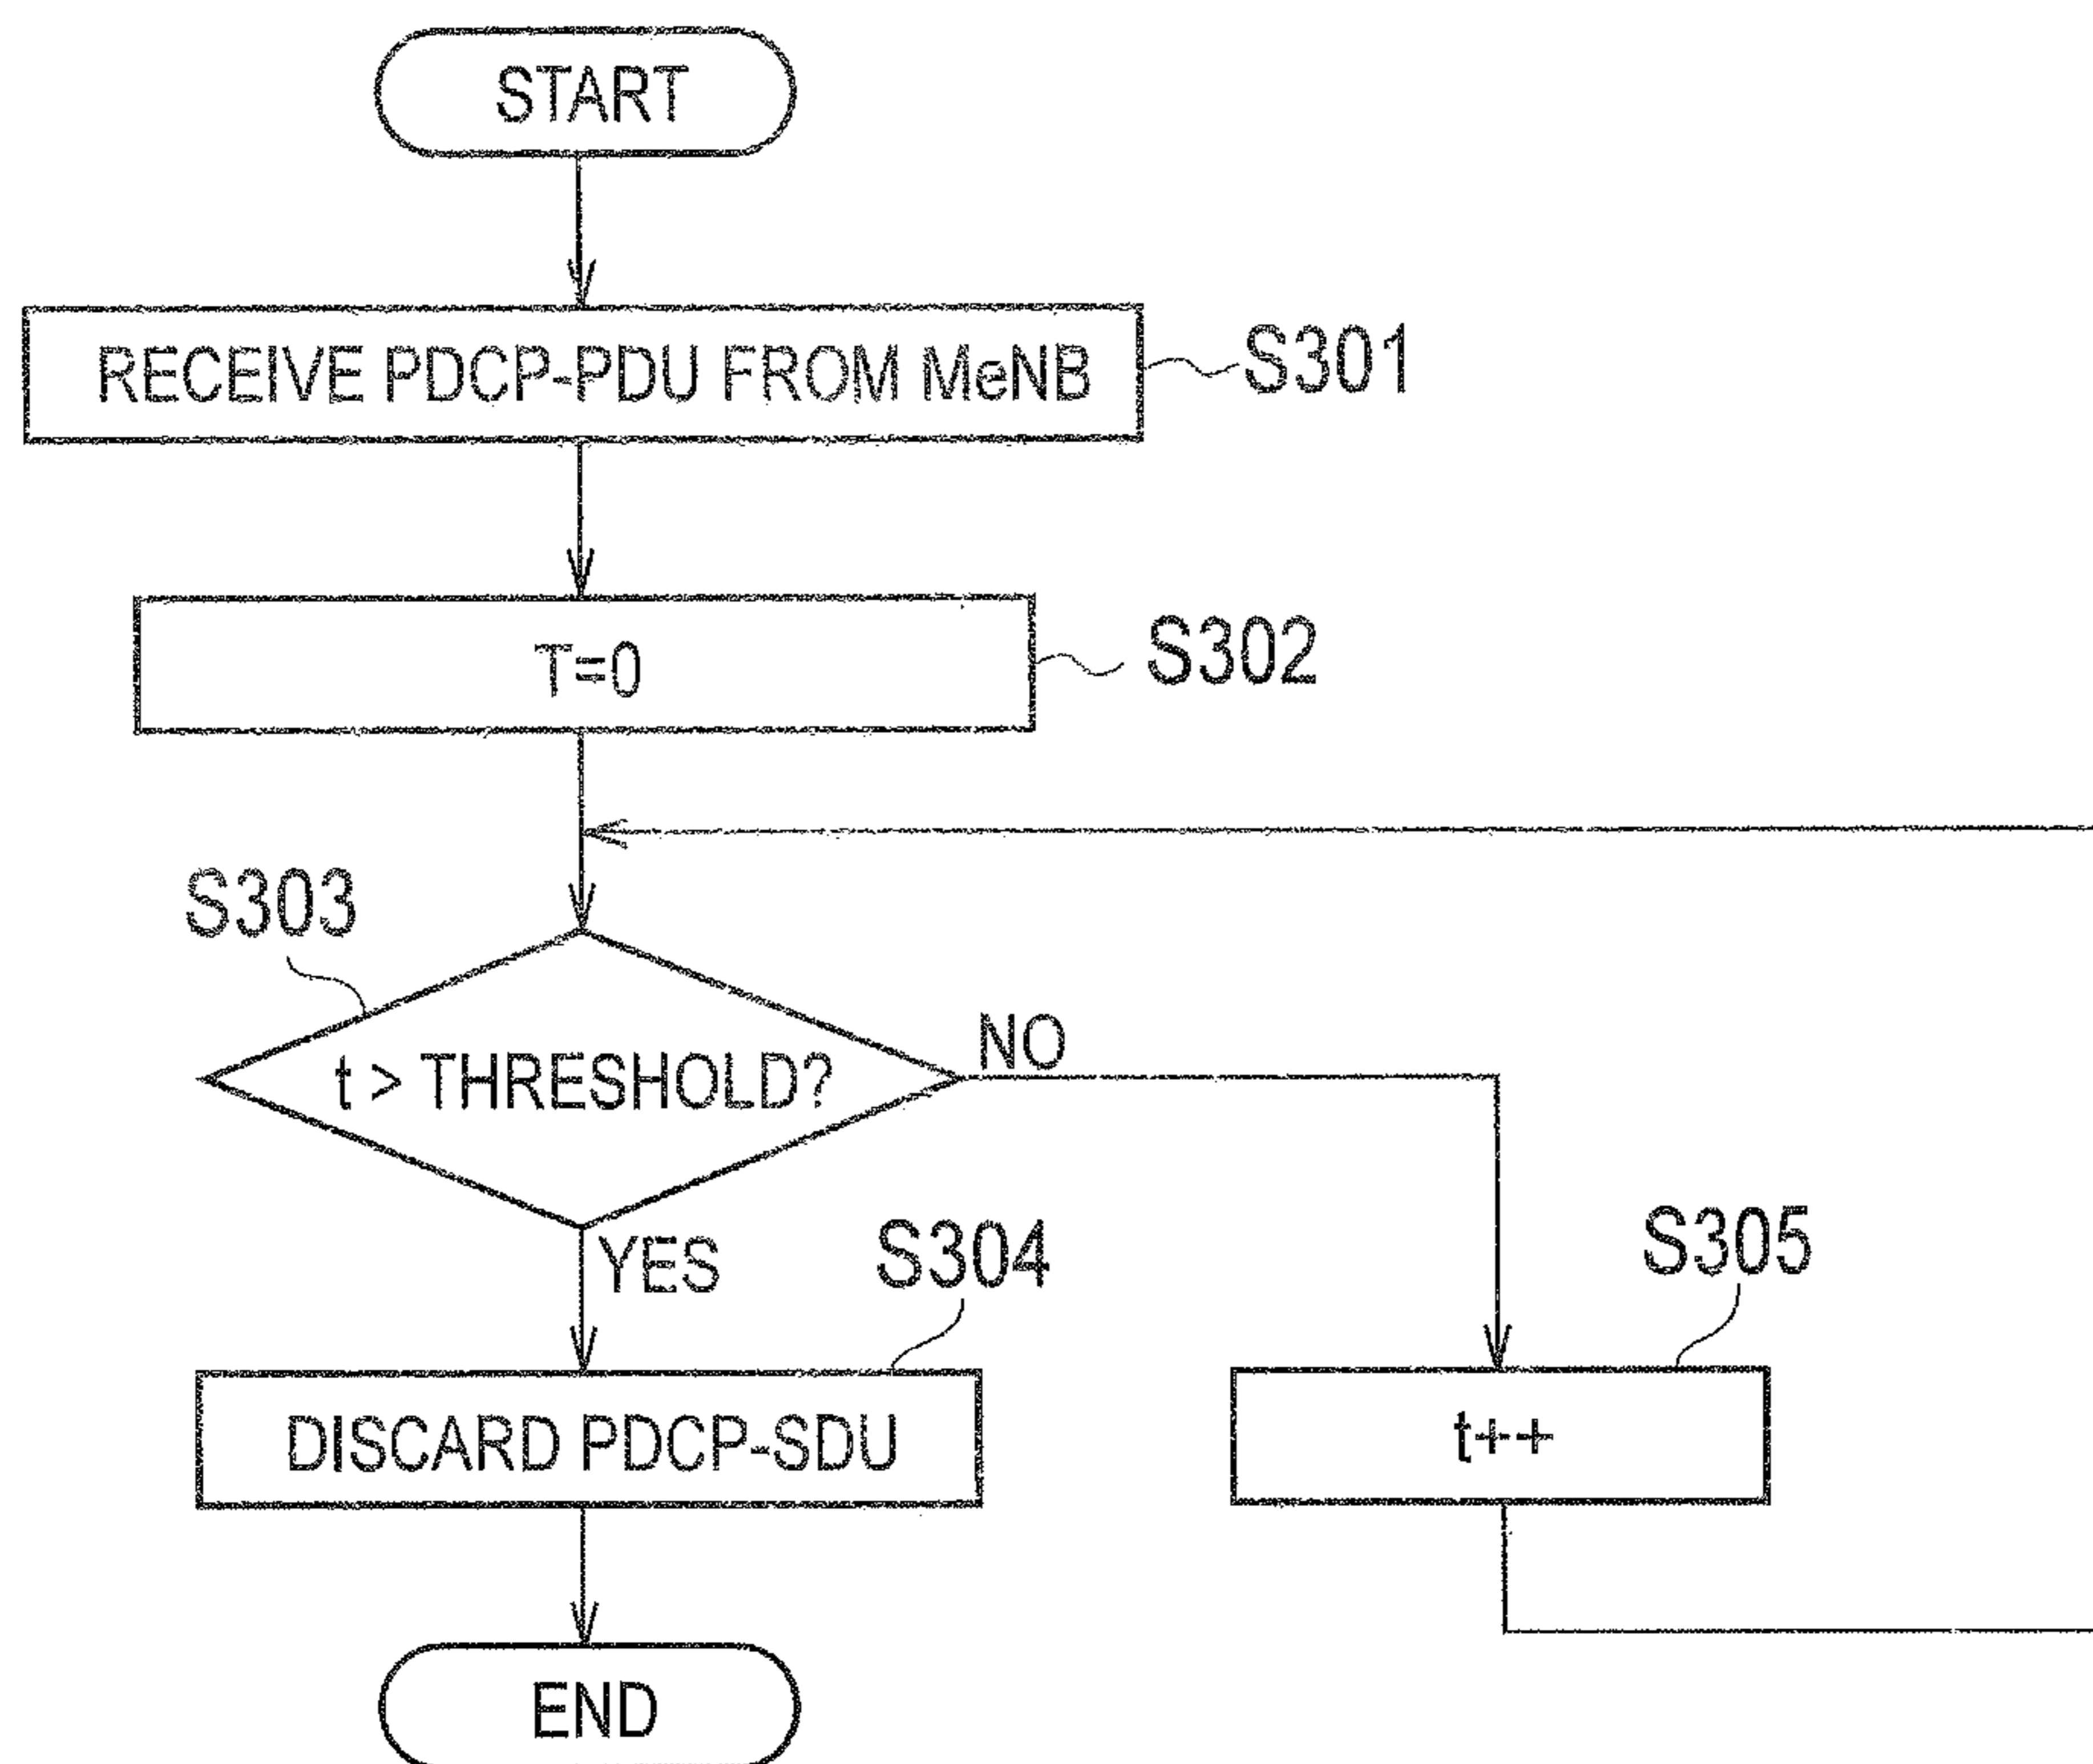 START
RECEIVE PDCP-PDU FROM MeNB
S301
T=0
S302
S303
t > THRESHOLD?
NO
YES
S304
S305
DISCARD PDCP-SDU
t++
END